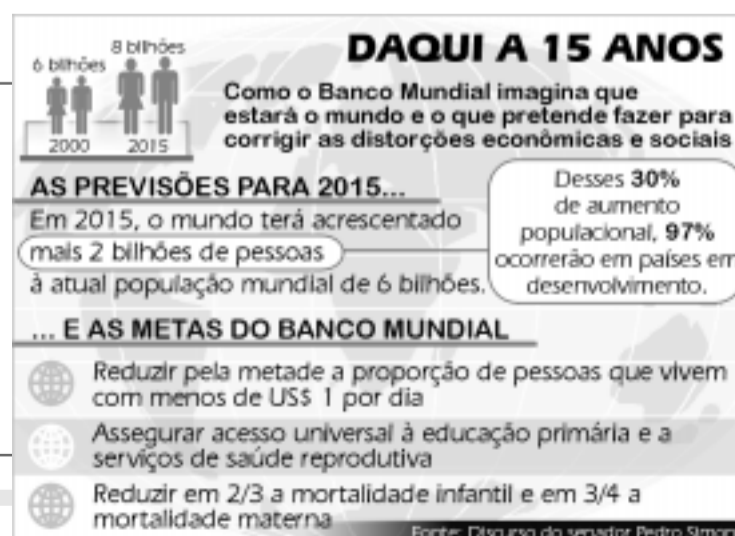 8 bilhões
6 bilhões
2000 2015
DAQUI A 15 ANOS
Como o Banco Mundial imagina que
estará o mundo e o que pretende fazer para
corrigir as distorções econômicas e sociais
AS PREVISÕES PARA 2015...
Em 2015, o mundo terá acrescentado
mais 2 bilhões de pessoas
à atual população mundial de 6 bilhões.
Desses 30%
de aumento
populacional, 97%
ocorrerão em países em
desenvolvimento.
... E AS METAS DO BANCO MUNDIAL
Reduzir pela metade a proporção de pessoas que vivem
com menos de US$ 1 por dia
Assegurar acesso universal à educação primária e a
serviços de saúde reprodutiva
Reduzir em 2/3 a mortalidade infantil e em 3/4 a
mortalidade materna
Fonte: Discurso do senador Pedro Simon